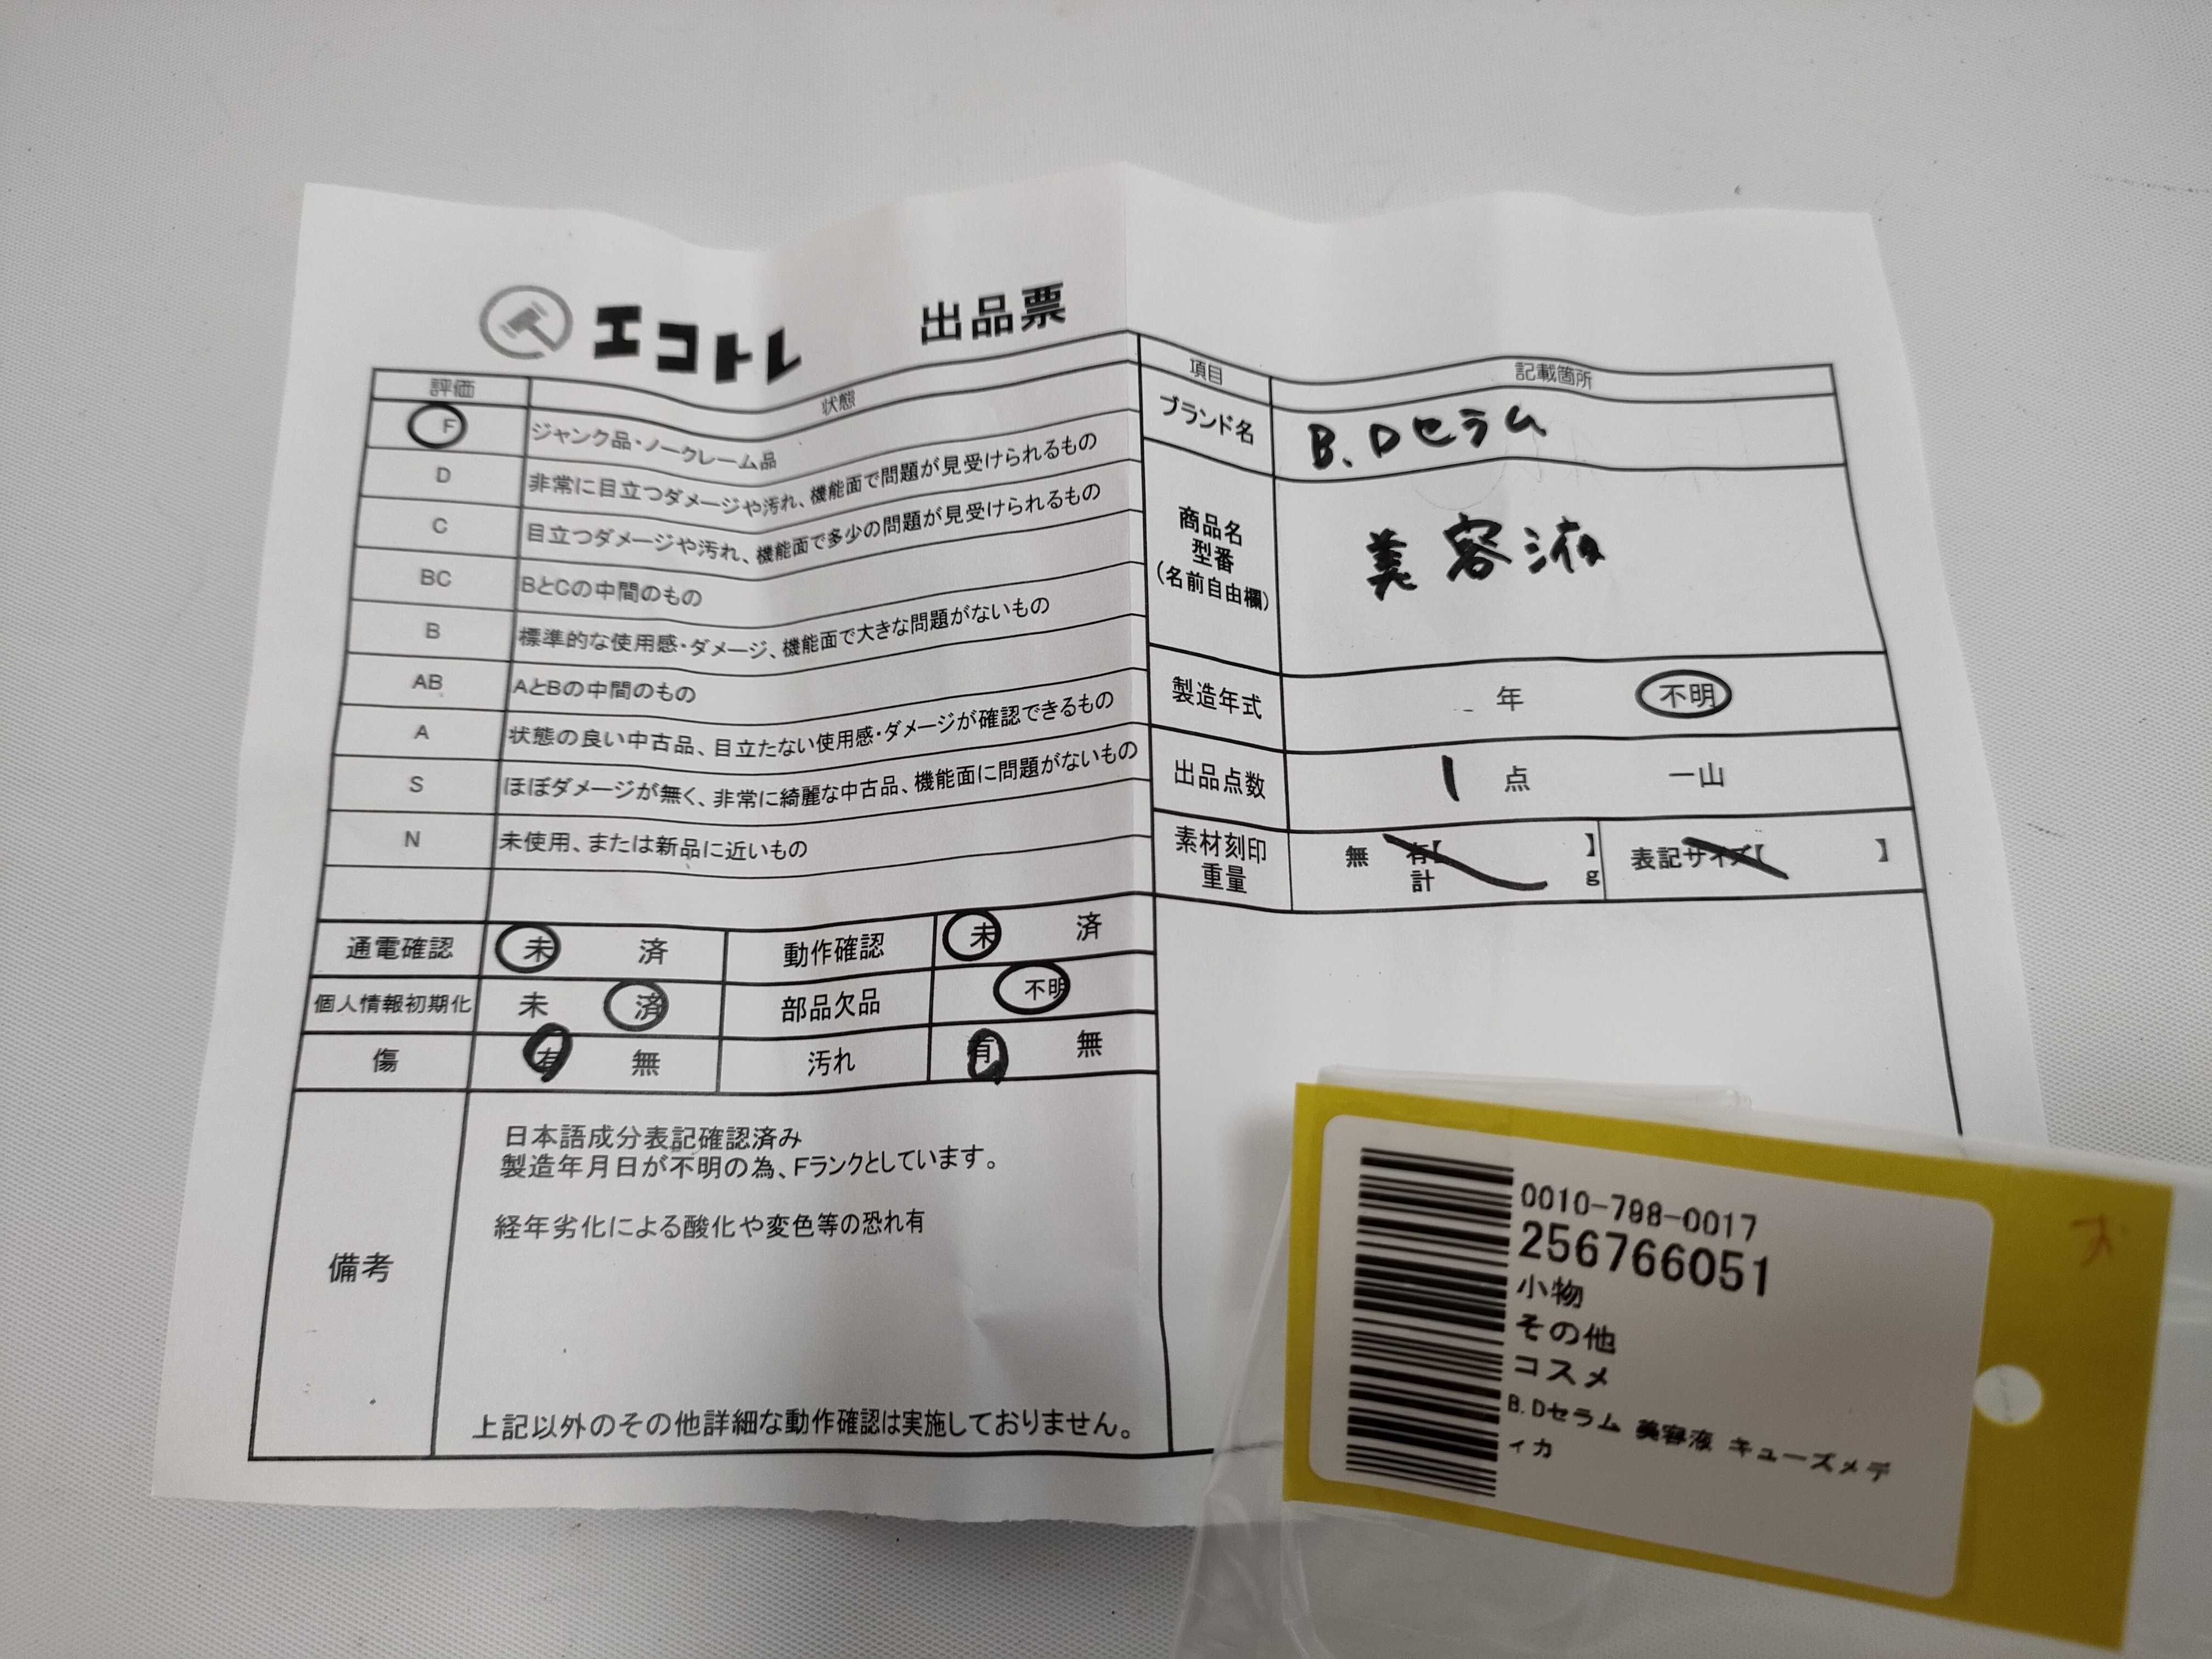 エコトレ 出品票
評価 状態
F ジャンク品・ノークレーム品
D 非常に目立つダメージや汚れ、機能面で問題が見受けられるもの
C 目立つダメージや汚れ、機能面で多少の問題が見受けられるもの
BC BとCの中間のもの
B 標準的な使用感・ダメージ、機能面で大きな問題がないもの
AB AとBの中間のもの
A 状態の良い中古品、目立たない使用感・ダメージが確認できるもの
S ほぼダメージが無く、非常に綺麗な中古品、機能面に問題がないもの
N 未使用、または新品に近いもの
通電確認 未 済 動作確認 未 済
個人情報初期化 未 済 部品欠品 不明
傷 有 無 汚れ 有 無
備考
日本語成分表記確認済み
製造年月日が不明の為、Fランクとしています。
経年劣化による酸化や変色等の恐れ有
上記以外のその他詳細な動作確認は実施しておりません。
項目 記載箇所
ブランド名 B.Dセラム
商品名
型番
(名前自由欄)
美容液
製造年式 年 不明
出品点数 1 点 一山
素材刻印 無 有【 】 表記サイズ【 】
重量 計 g
0010-798-0017
256766051
小物
その他
コスメ
B.Dセラム 美容液 キューズメデ
ィカ